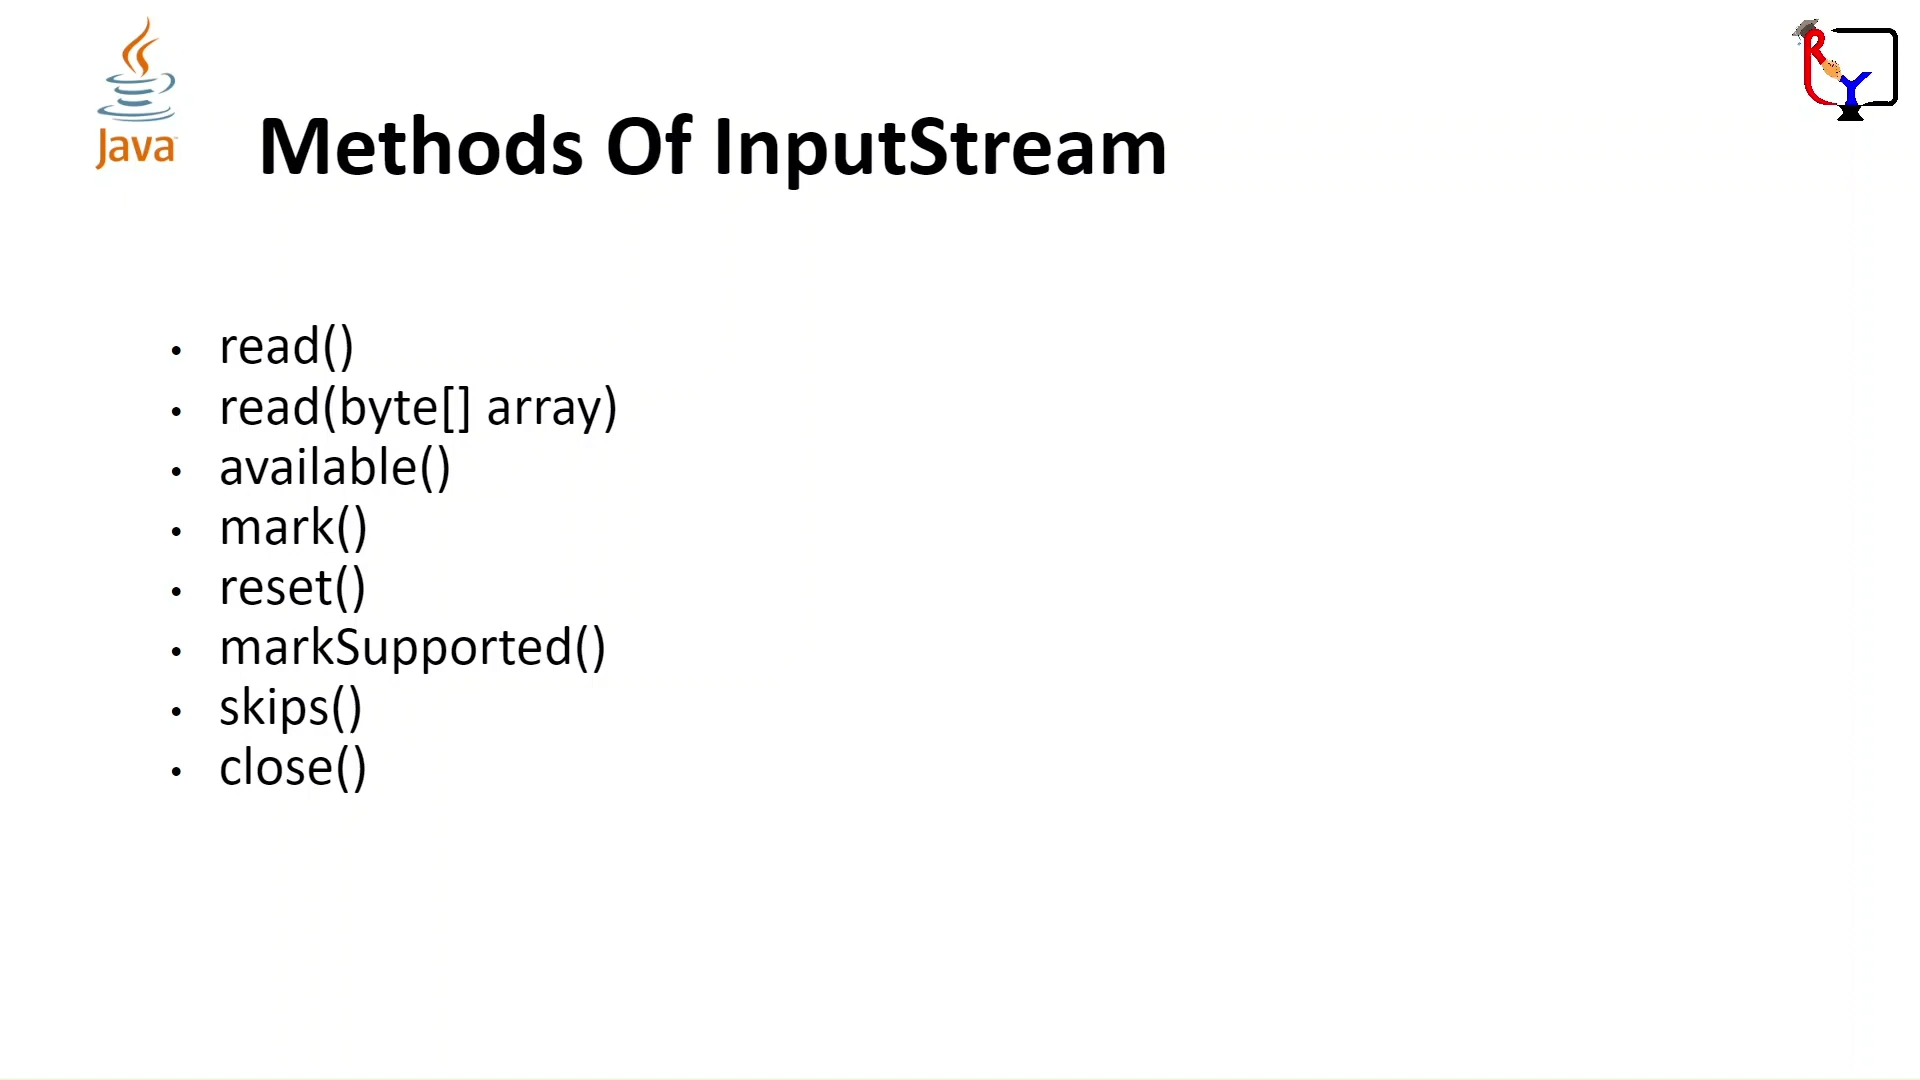 Java
Methods Of InputStream
• read()
• read(byte[] array)
• available()
• mark()
• reset()
• markSupported()
• skips()
• close()